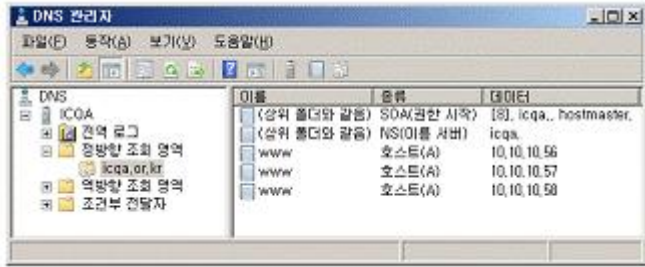 DNS 관리자
파일(F) 동작(A) 보기(V) 도움말(H)
DNS
ICQA
전역 로그
정방향 조회 영역
icqa,or,kr
역방향 조회 영역
조건부 전달자
이름 종류 데이터
(상위 폴더와 같음) SOA(권한 시작) [8], icqa,, hostmaster,
(상위 폴더와 같음) NS(이름 서버) icqa,
www 호스트(A) 10,10,10,56
www 호스트(A) 10,10,10,57
www 호스트(A) 10,10,10,58